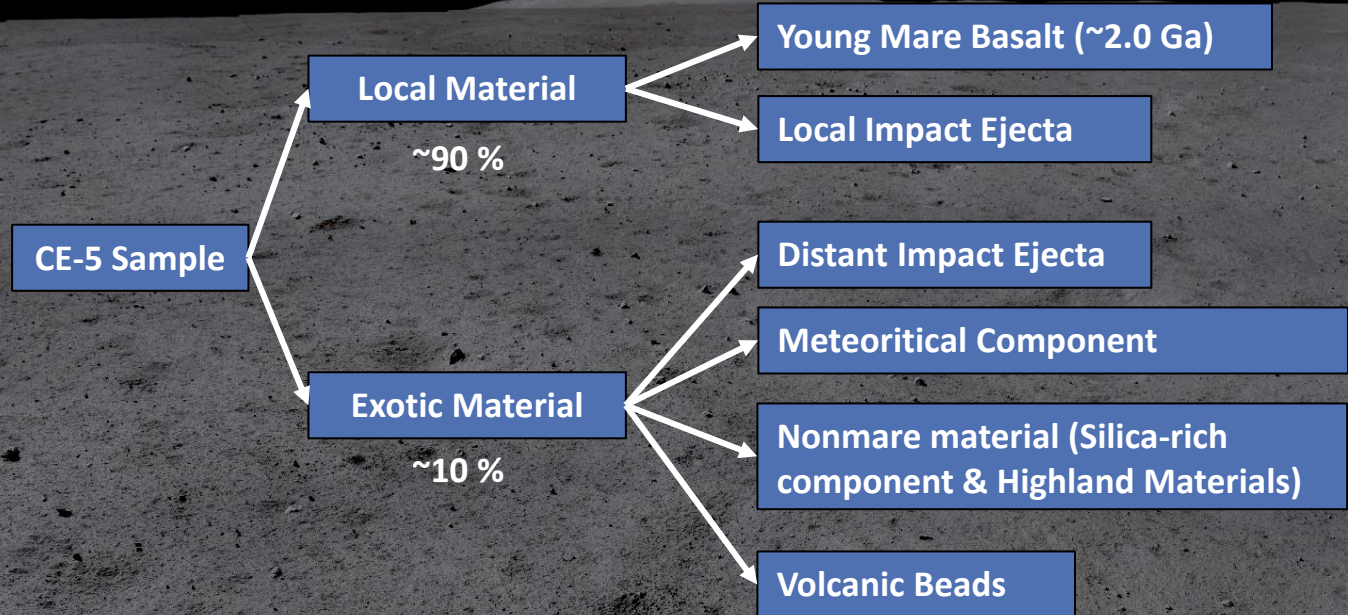 CE-5 Sample
Local Material
~90 %
Young Mare Basalt (~2.0 Ga)
Local Impact Ejecta
Exotic Material
~10 %
Distant Impact Ejecta
Meteoritical Component
Nonmare material (Silica-rich
component & Highland Materials)
Volcanic Beads